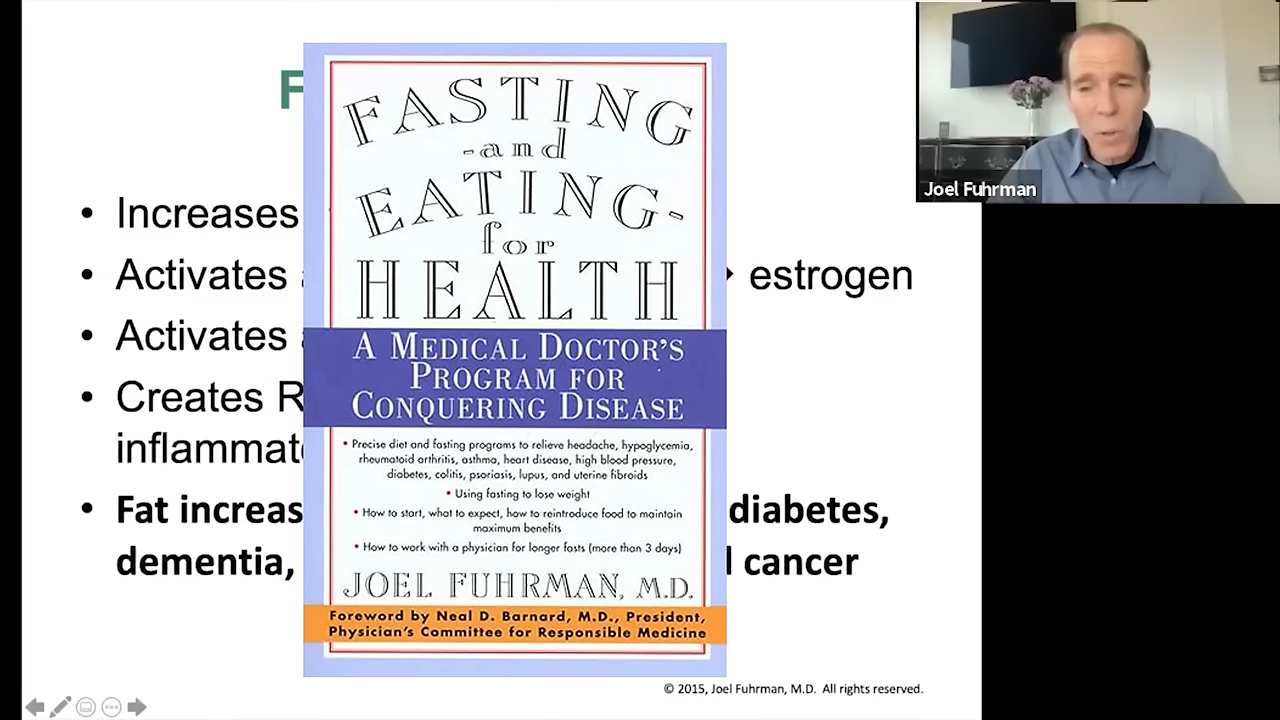 F
• Increases
• Activates
estrogen
• Activates
• Creates R
inflammat
• Fat increas
diabetes,
dementia,
cancer
FASTING
-and
EATING-
for
HEALTH
A MEDICAL DOCTOR'S
PROGRAM FOR
CONQUERING DISEASE
• Precise diet and fasting programs to relieve headache, hypoglycemia,
rheumatoid arthritis, asthma, heart disease, high blood pressure,
diabetes, colitis, psoriasis, lupus, and uterine fibroids
• Using fasting to lose weight
• How to start, what to expect, how to reintroduce food to maintain
maximum benefits
• How to work with a physician for longer fasts (more than 3 days)
JOEL FUHRMAN, M.D.
Foreword by Neal D. Barnard, M.D., President,
Physician's Committee for Responsible Medicine
© 2015, Joel Fuhrman, M.D. All rights reserved.
Joel Fuhrman